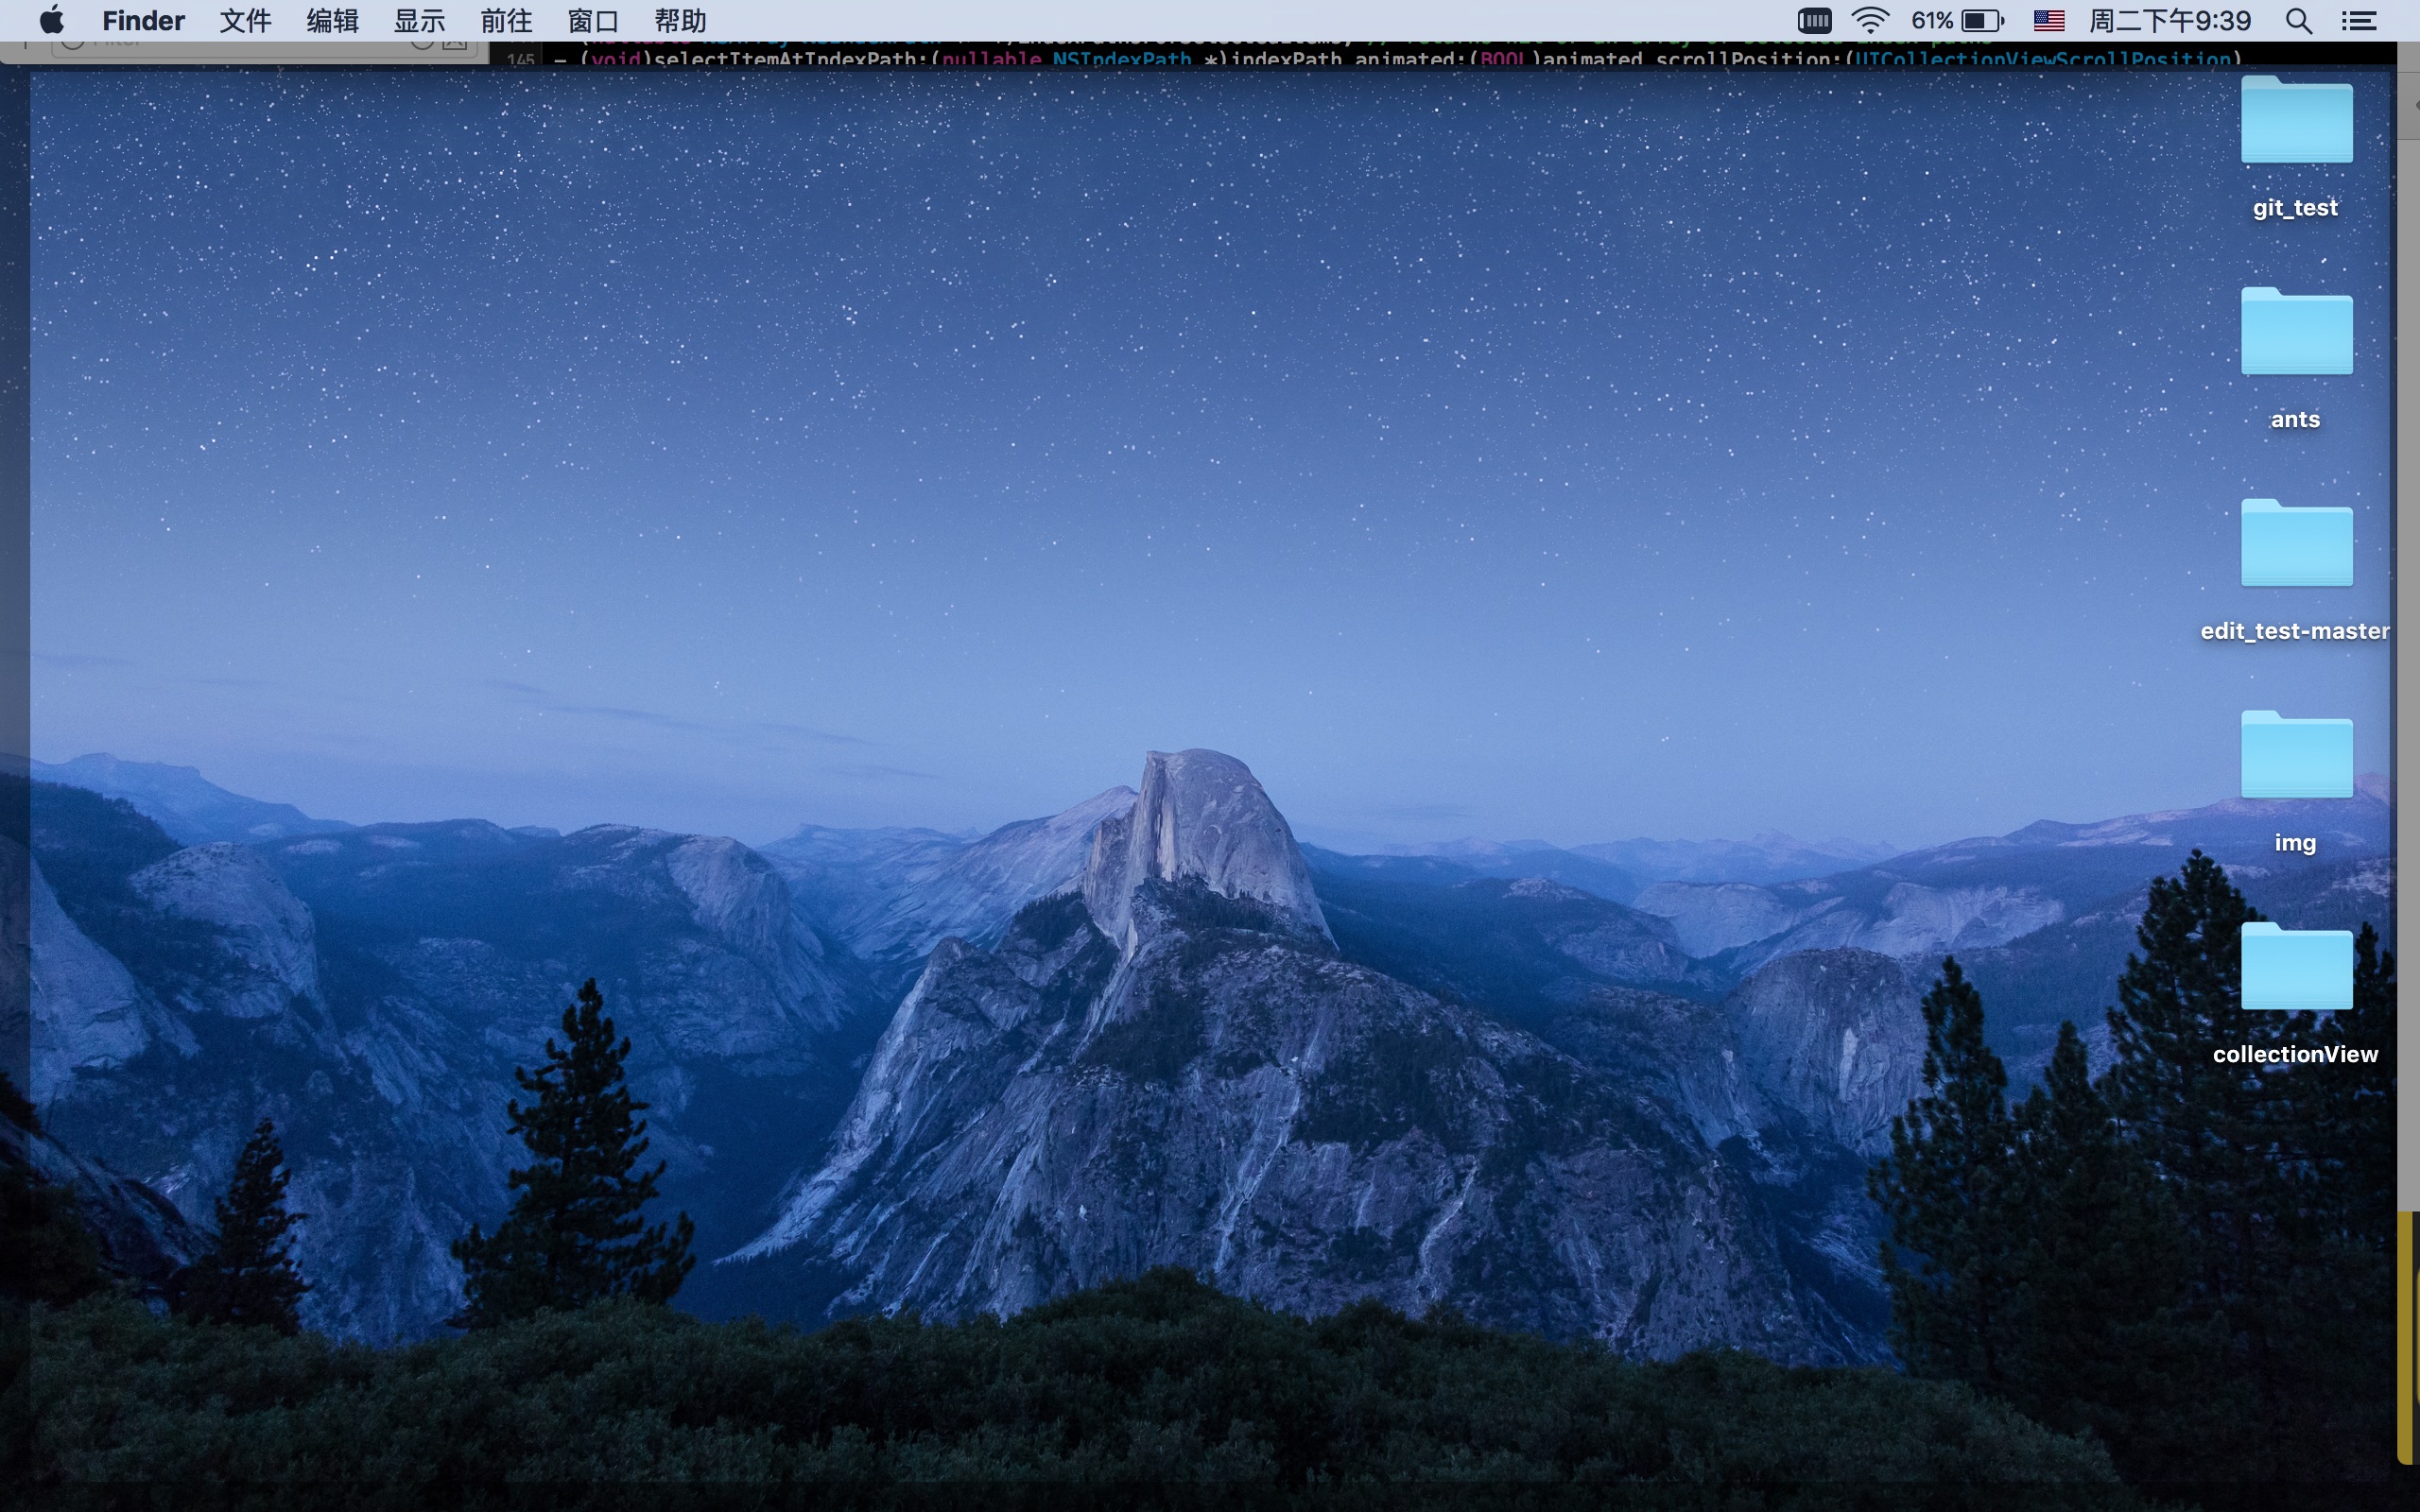 Finder 文件 编辑 显示 前往 窗口 帮助 61% 周二下午9:39
145 – (void)selectItemAtIndexPath:(nullable NSIndexPath *)indexPath animated:(BOOL)animated scrollPosition:(UICollectionViewScrollPosition)
git_test
ants
edit_test-master
img
collectionView